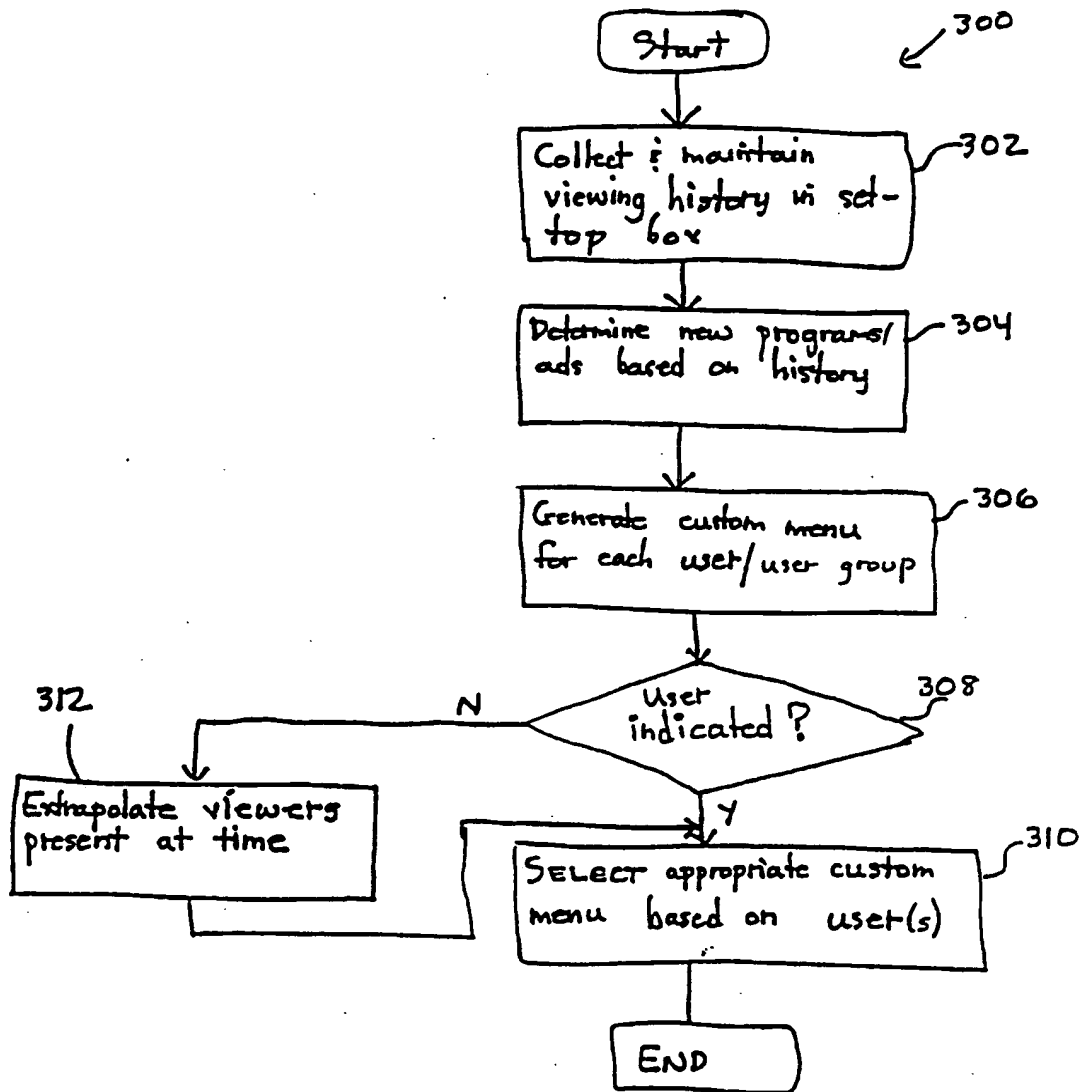 Start
300
Collect & maintain
viewing history in set-
top box
302
Determine new programs/
ads based on history
304
Generate custom menu
for each user/user group
306
User
indicated?
308
N
Y
312
Extrapolate viewers
present at time
SELECT appropriate custom
menu based on user(s)
310
END